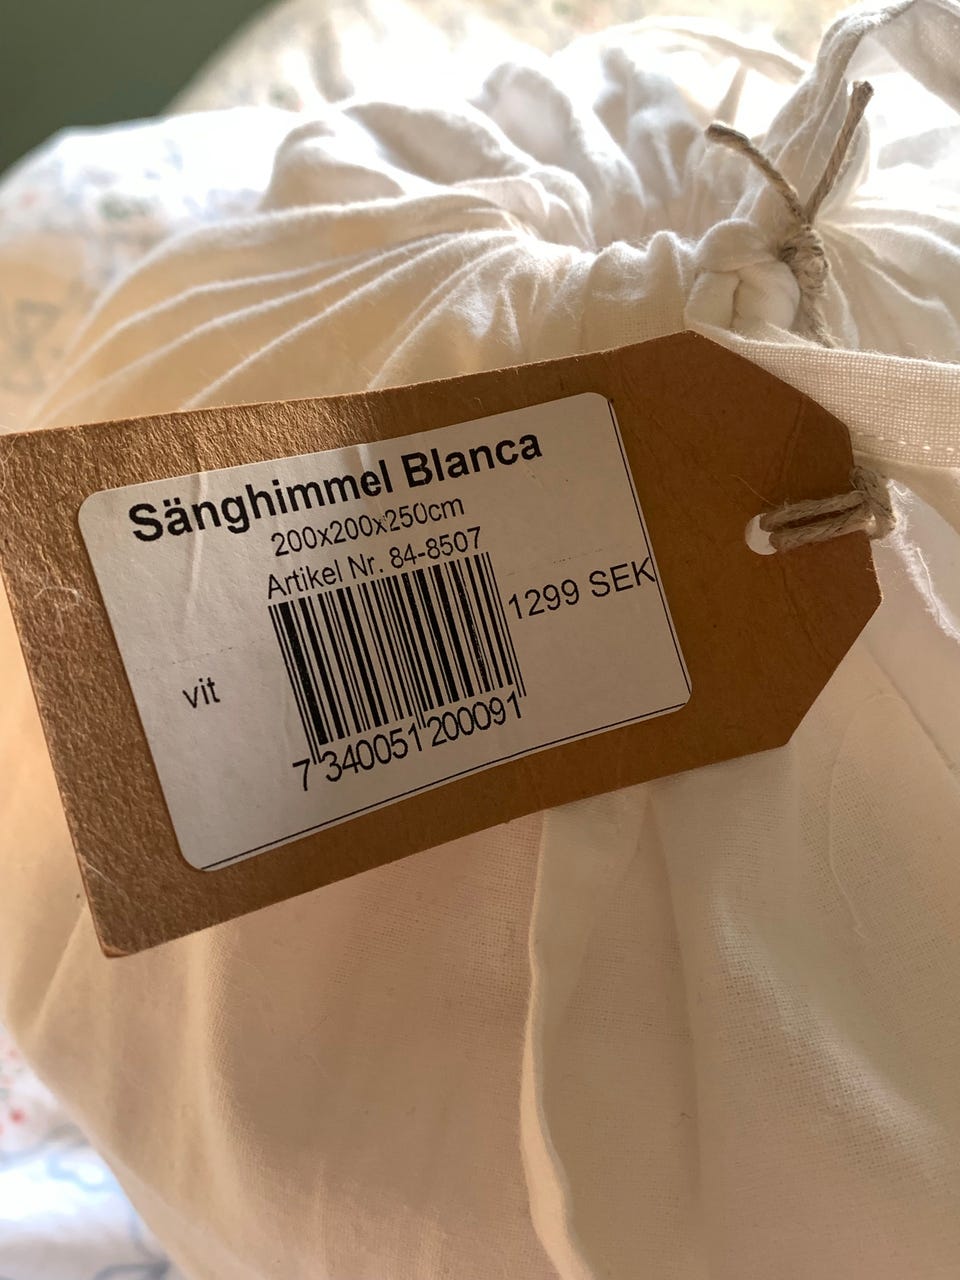 Sänghimmel Blanca
200x200x250cm
Artikel Nr. 84-8507
1299 SEK
vit
7 340051 200091